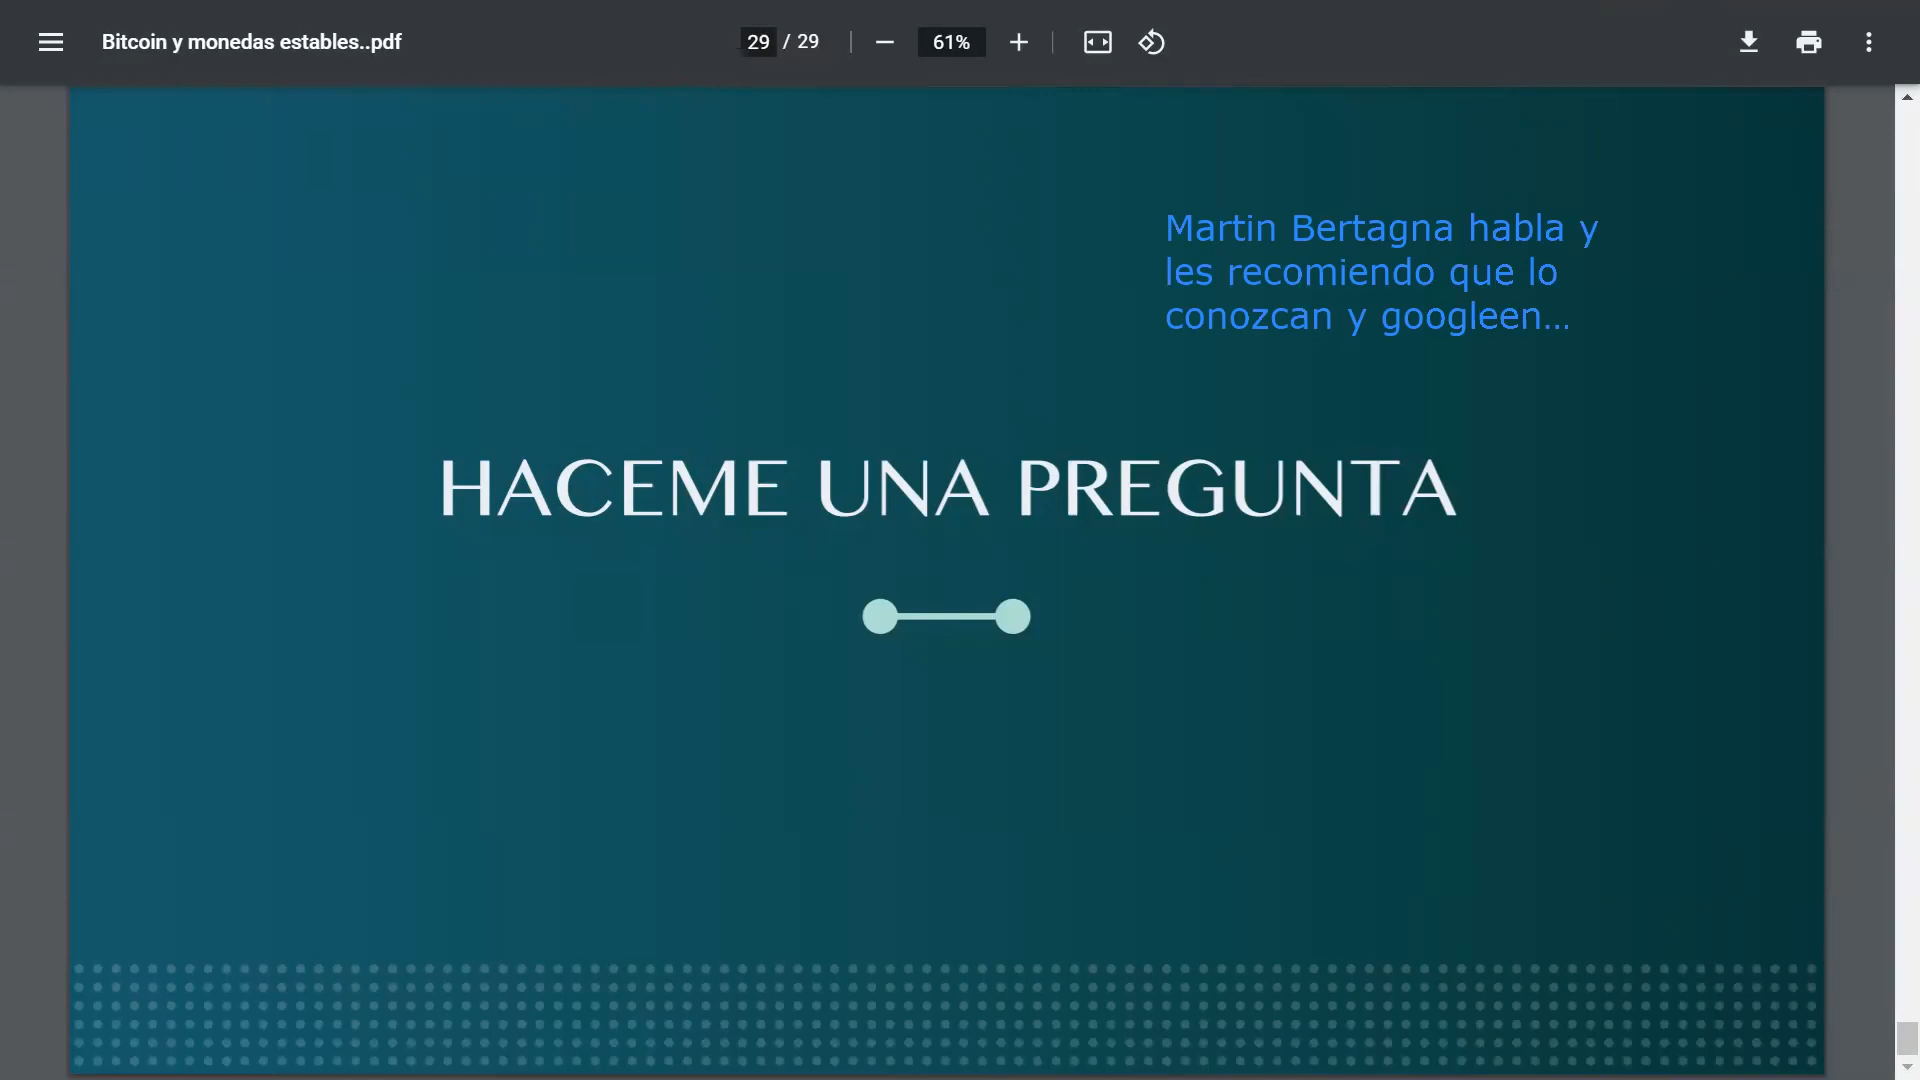 Bitcoin y monedas estables..pdf
29 / 29
61%
Martin Bertagna habla y
les recomiendo que lo
conozcan y googleen...
HACEME UNA PREGUNTA